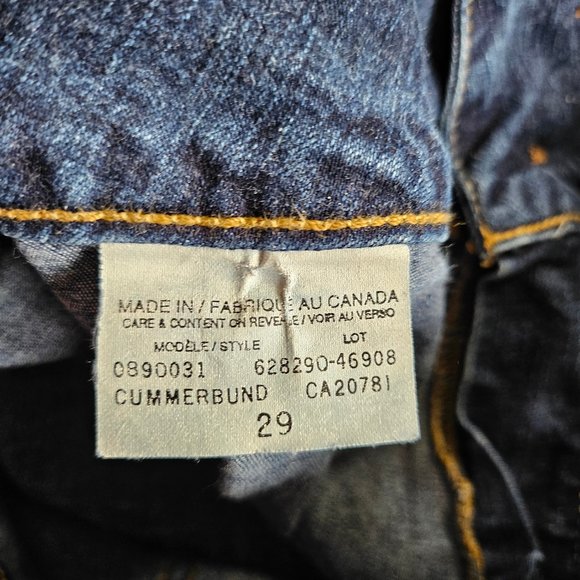 MADE IN / FABRIQUE AU CANADA
CARE & CONTENT ON REVERSE / VOIR AU VERSO
MODÈLE / STYLE LOT
0890031 628290-46908
CUMMERBUND CA20781
29